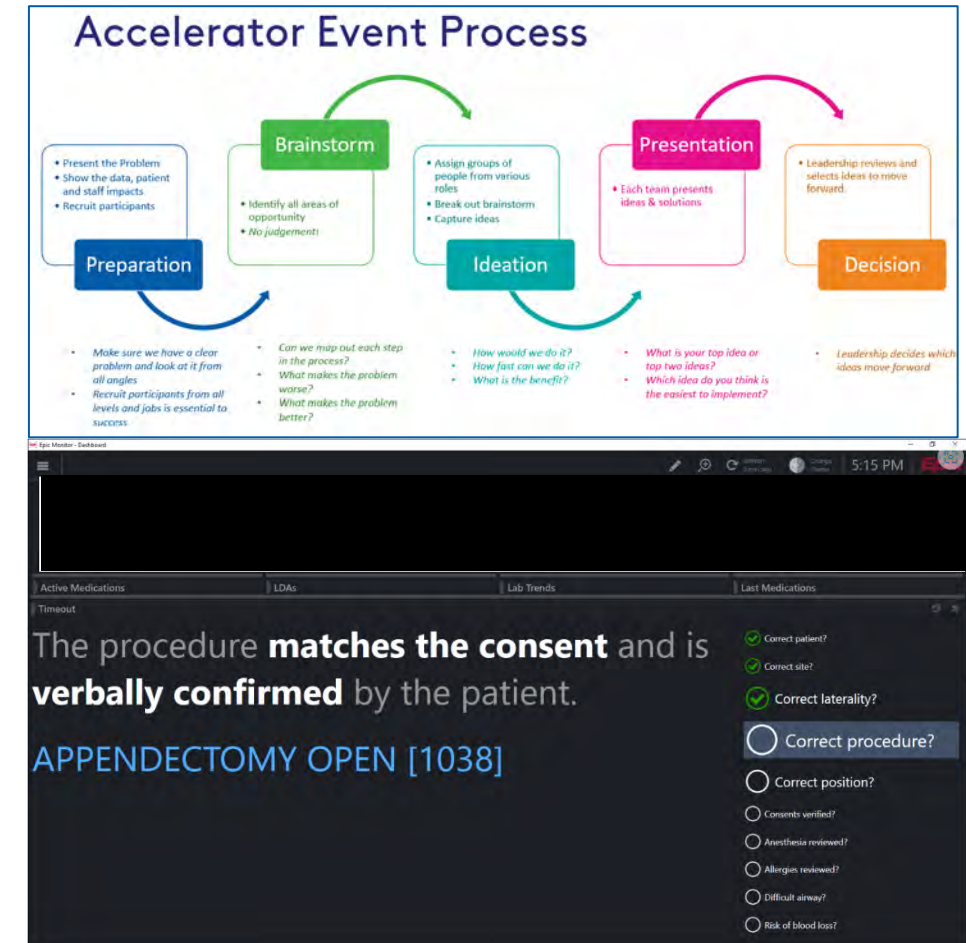 Accelerator Event Process
• Present the Problem
• Show the data, patient
and staff impacts
• Recruit participants
Preparation
Brainstorm
• Identify all areas of
opportunity
• No judgement!
• Assign groups of
people from various
roles
• Break out brainstorm
• Capture ideas
Ideation
Presentation
• Each team presents
ideas & solutions
• Leadership reviews and
selects ideas to move
forward.
Decision
• Make sure we have a clear
problem and look at it from
all angles
• Recruit participants from all
levels and jobs is essential to
success
• Can we map out each step
in the process?
• What makes the problem
worse?
• What makes the problem
better?
• How would we do it?
• How fast can we do it?
• What is the benefit?
• What is your top idea or
top two ideas?
• Which idea do you think is
the easiest to implement?
• Leadership decides which
ideas move forward
Epic Monitor - Dashboard
5:15 PM
Active Medications
LDAs
Lab Trends
Last Medications
Timeout
The procedure matches the consent and is
verbally confirmed by the patient.
APPENDECTOMY OPEN [1038]
Correct patient?
Correct site?
Correct laterality?
Correct procedure?
Correct position?
Consents verified?
Anesthesia reviewed?
Allergies reviewed?
Difficult airway?
Risk of blood loss?